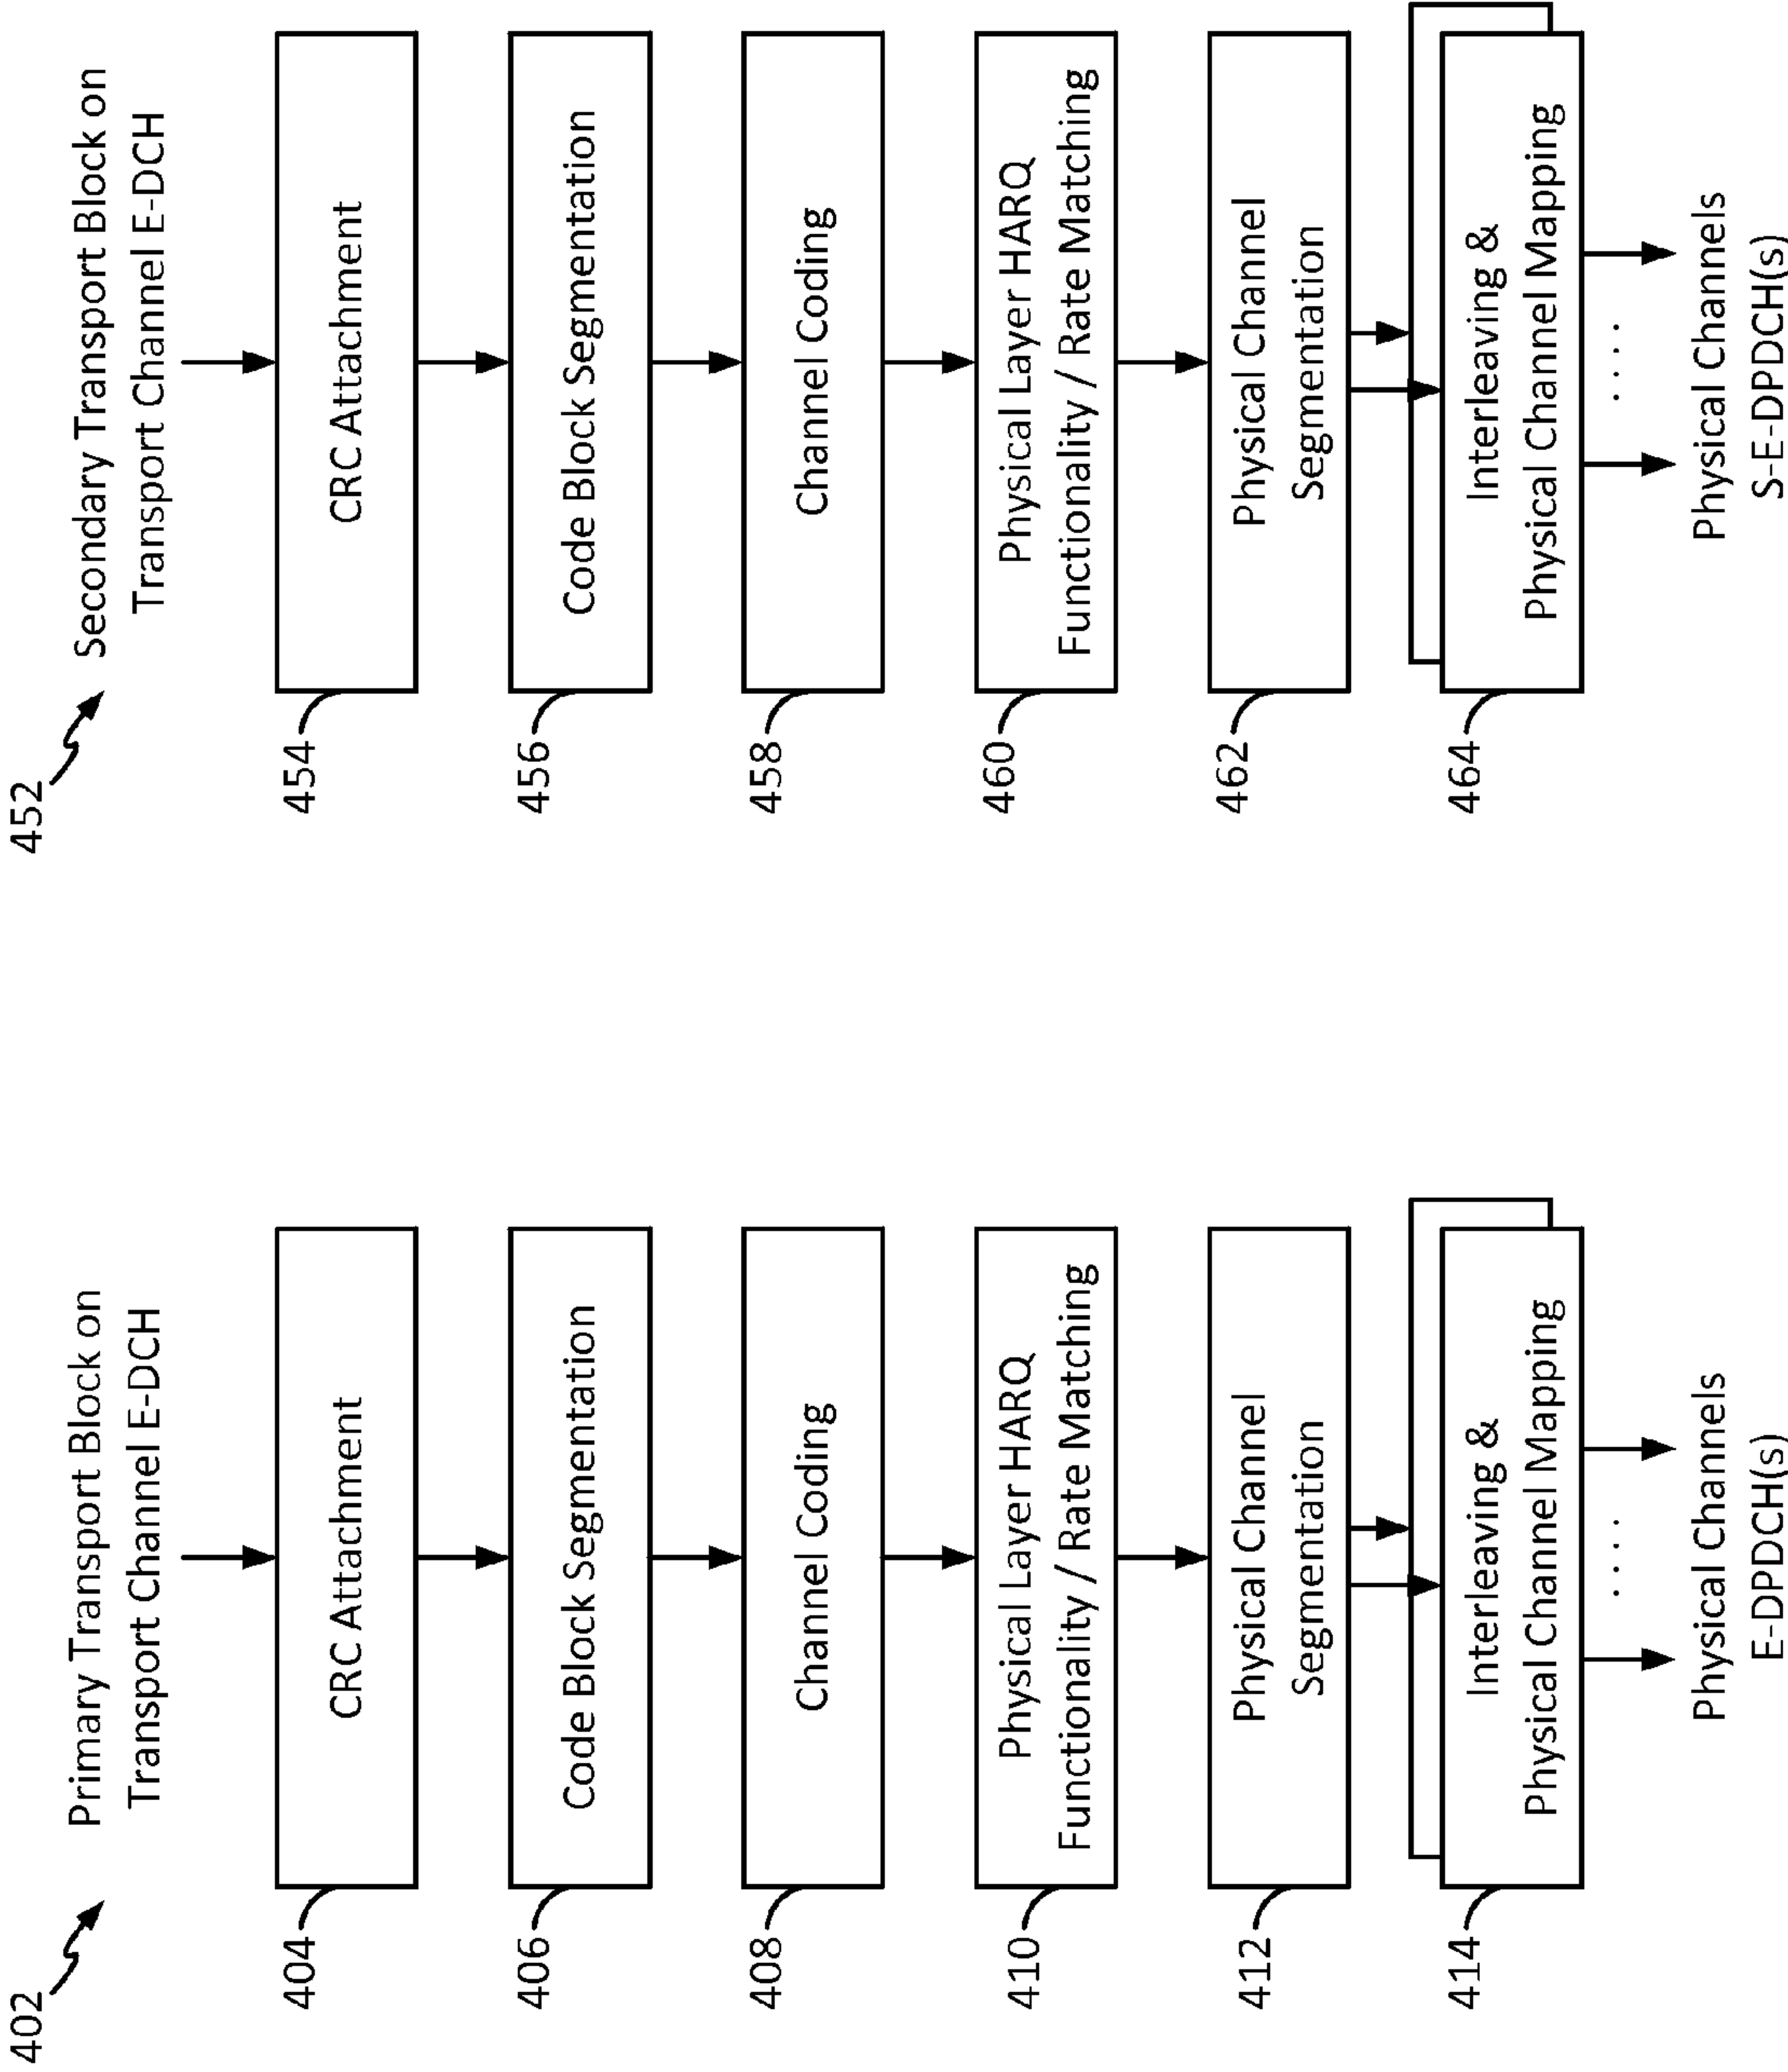 402
Primary Transport Block on
Transport Channel E-DCH
404
CRC Attachment
406
Code Block Segmentation
408
Channel Coding
410
Physical Layer HARQ
Functionality / Rate Matching
412
Physical Channel
Segmentation
414
Interleaving &
Physical Channel Mapping
. . . .
Physical Channels
E-DPDCH(s)
452
Secondary Transport Block on
Transport Channel E-DCH
454
CRC Attachment
456
Code Block Segmentation
458
Channel Coding
460
Physical Layer HARQ
Functionality / Rate Matching
462
Physical Channel
Segmentation
464
Interleaving &
Physical Channel Mapping
. . . .
Physical Channels
S-E-DPDCH(s)